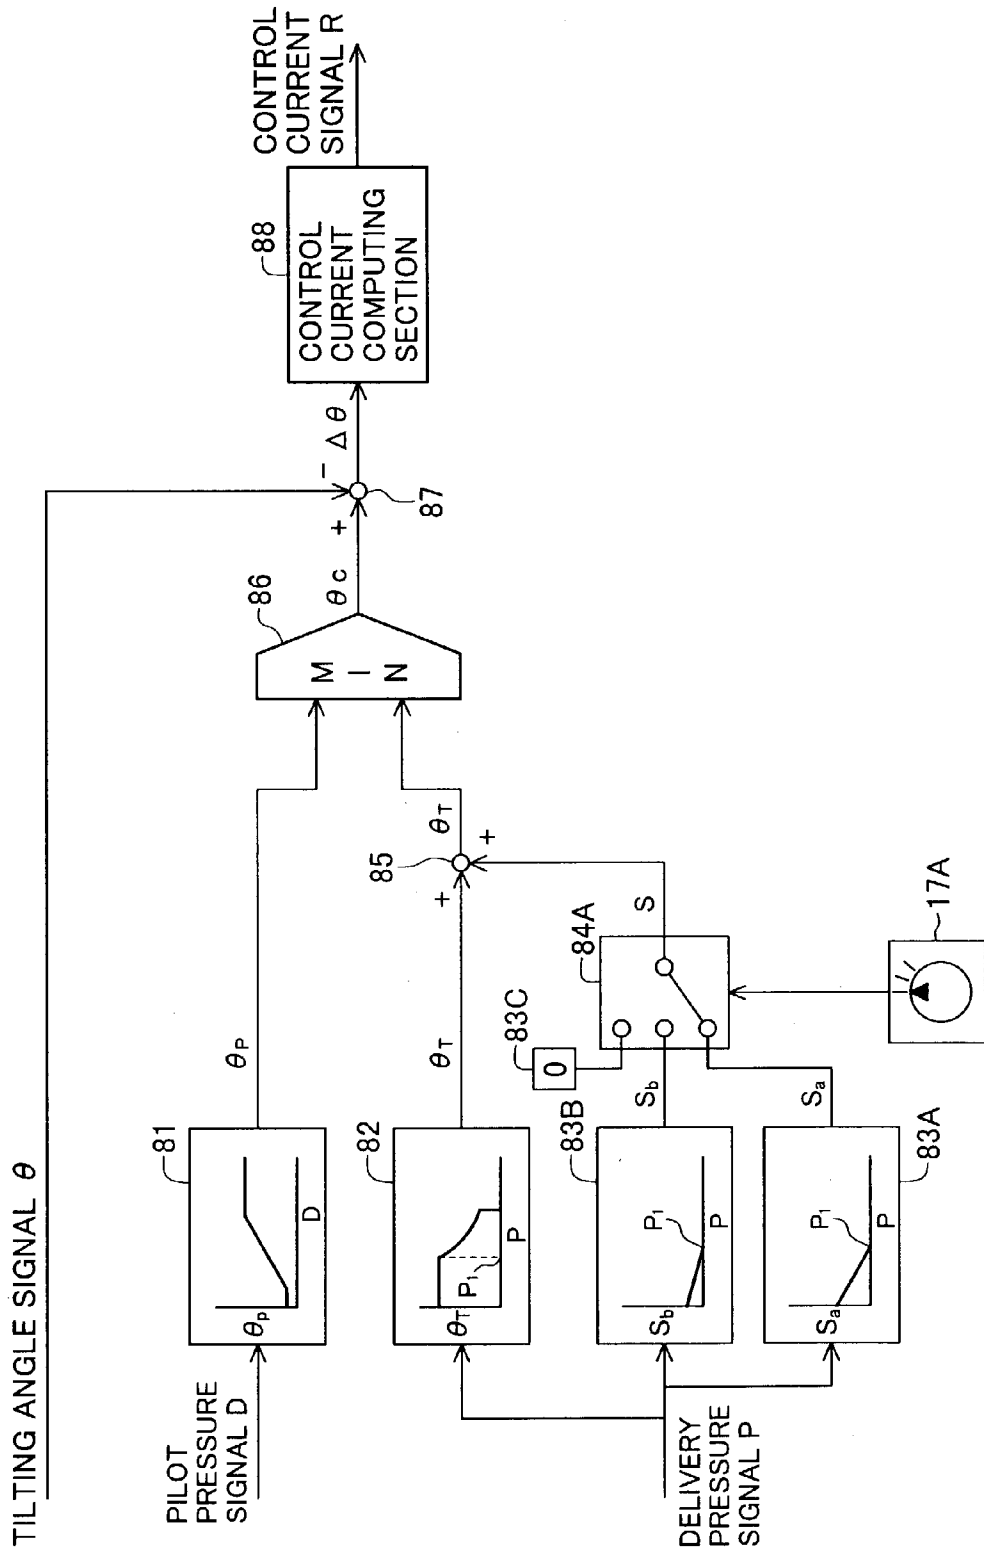 TILTING ANGLE SIGNAL θ
PILOT
PRESSURE
SIGNAL D
81
θP
D
θP
82
θT
P1
P
θT
DELIVERY
PRESSURE
SIGNAL P
83B
Sb
P1
P
Sb
83A
Sa
P1
P
Sa
83C
0
84A
S
17A
85
+
+
θT
86
MIN
θc
+
−
87
Δθ
88
CONTROL
CURRENT
COMPUTING
SECTION
CONTROL
CURRENT
SIGNAL R